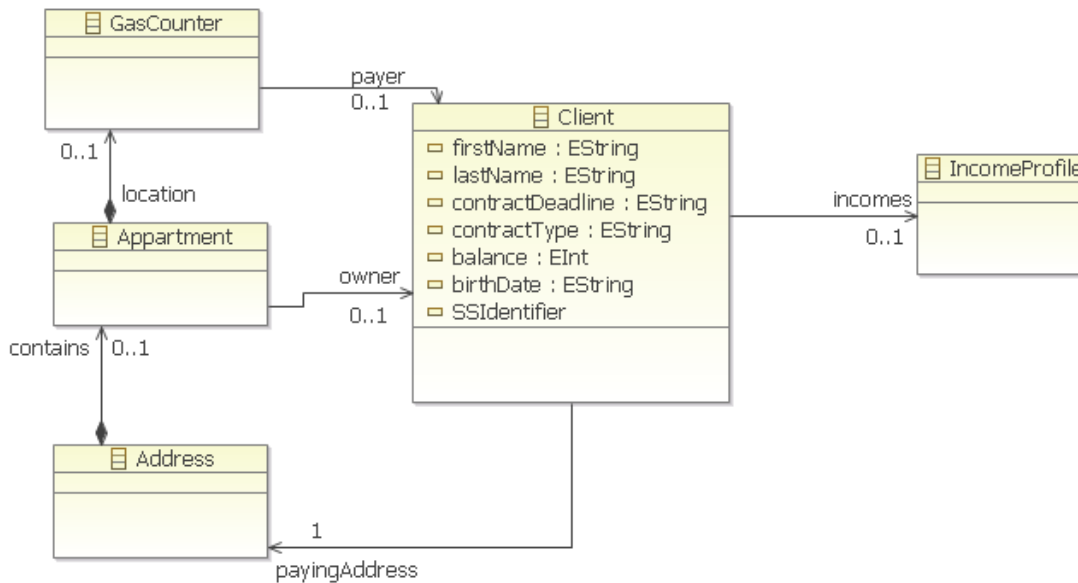 GasCounter
payer
0..1
Client
firstName : EString
lastName : EString
contractDeadline : EString
contractType : EString
balance : EInt
birthDate : EString
SSIdentifier
IncomeProfile
incomes
0..1
0..1
location
Appartment
owner
0..1
contains
0..1
Address
1
payingAddress